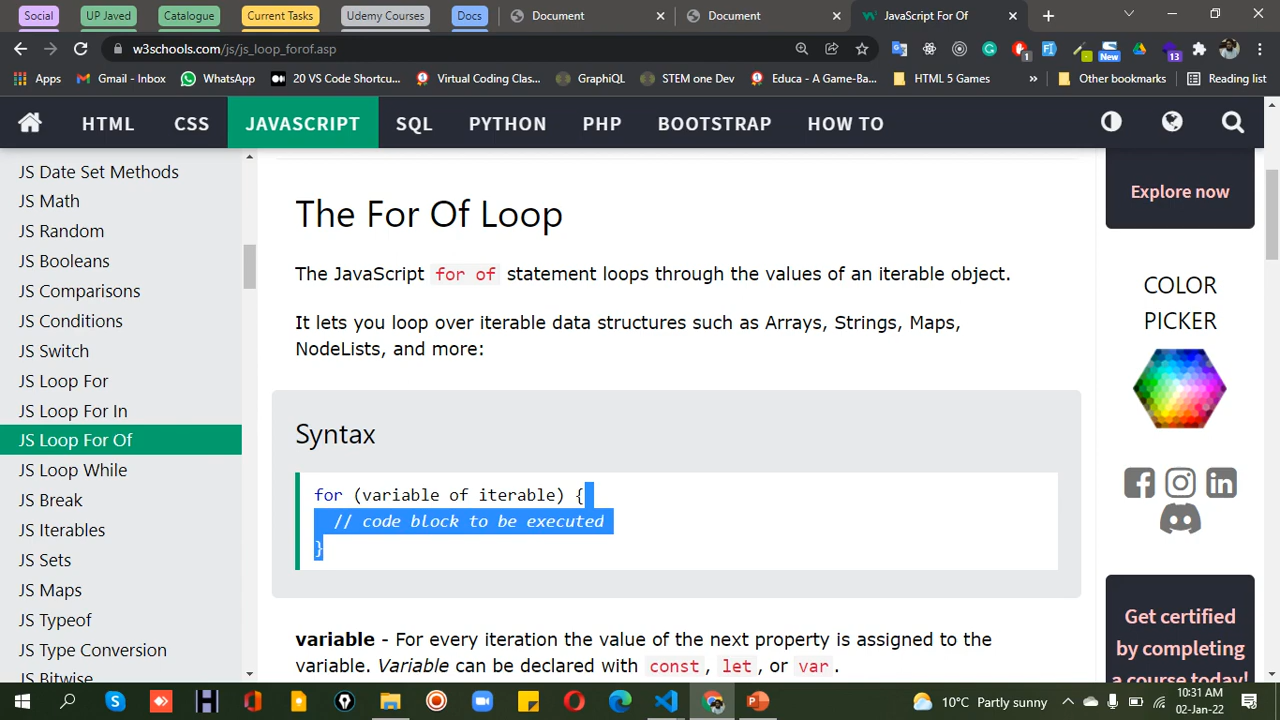 Social
UP Javed
Catalogue
Current Tasks
Udemy Courses
Docs
Document
Document
JavaScript For Of
w3schools.com/js/js_loop_forof.asp
New
1
13
Apps
Gmail - Inbox
WhatsApp
20 VS Code Shortcu...
Virtual Coding Clas...
GraphiQL
STEM one Dev
Educa - A Game-Ba...
HTML 5 Games
»
Other bookmarks
Reading list
HTML
CSS
JAVASCRIPT
SQL
PYTHON
PHP
BOOTSTRAP
HOW TO
JS Date Set Methods
JS Math
JS Random
JS Booleans
JS Comparisons
JS Conditions
JS Switch
JS Loop For
JS Loop For In
JS Loop For Of
JS Loop While
JS Break
JS Iterables
JS Sets
JS Maps
JS Typeof
JS Type Conversion
JS Bitwise
The For Of Loop
The JavaScript for of statement loops through the values of an iterable object.
It lets you loop over iterable data structures such as Arrays, Strings, Maps,
NodeLists, and more:
Syntax
for (variable of iterable) {
// code block to be executed
}
variable - For every iteration the value of the next property is assigned to the
variable. Variable can be declared with const, let, or var.
Explore now
COLOR
PICKER
Get certified
by completing
a course today!
10°C Partly sunny
10:31 AM
02-Jan-22